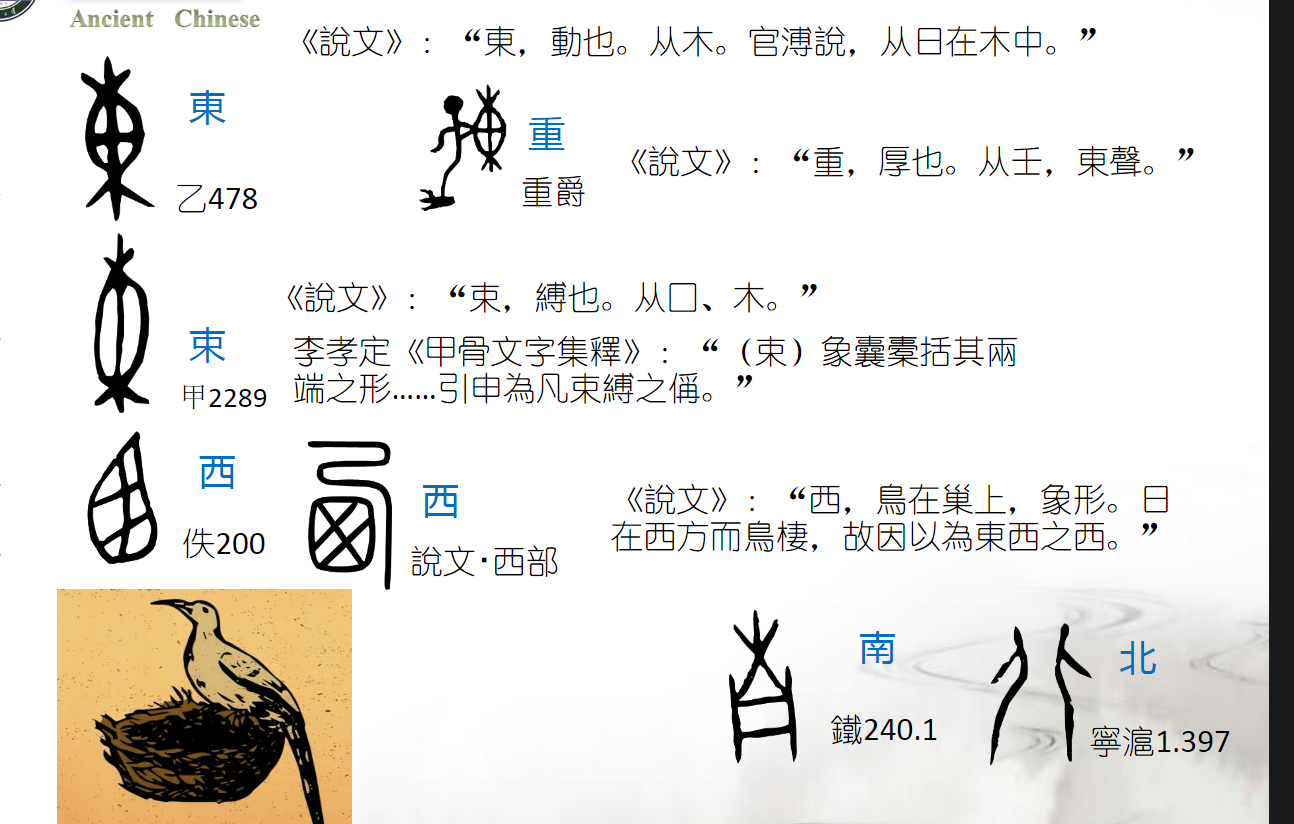 Ancient Chinese
《說文》:“東,動也。从木。官溥說,从日在木中。”
東
乙478
重
重爵
《說文》:“重,厚也。从壬,東聲。”
束
甲2289
《說文》:“束,縛也。从囗、木。”
李孝定《甲骨文字集釋》:“(束)象囊橐括其兩
端之形……引申為凡束縛之偁。”
西
佚200
西
說文·西部
《說文》:“西,鳥在巢上,象形。日
在西方而鳥棲,故因以為東西之西。”
南
鐵240.1
北
寧滬1.397